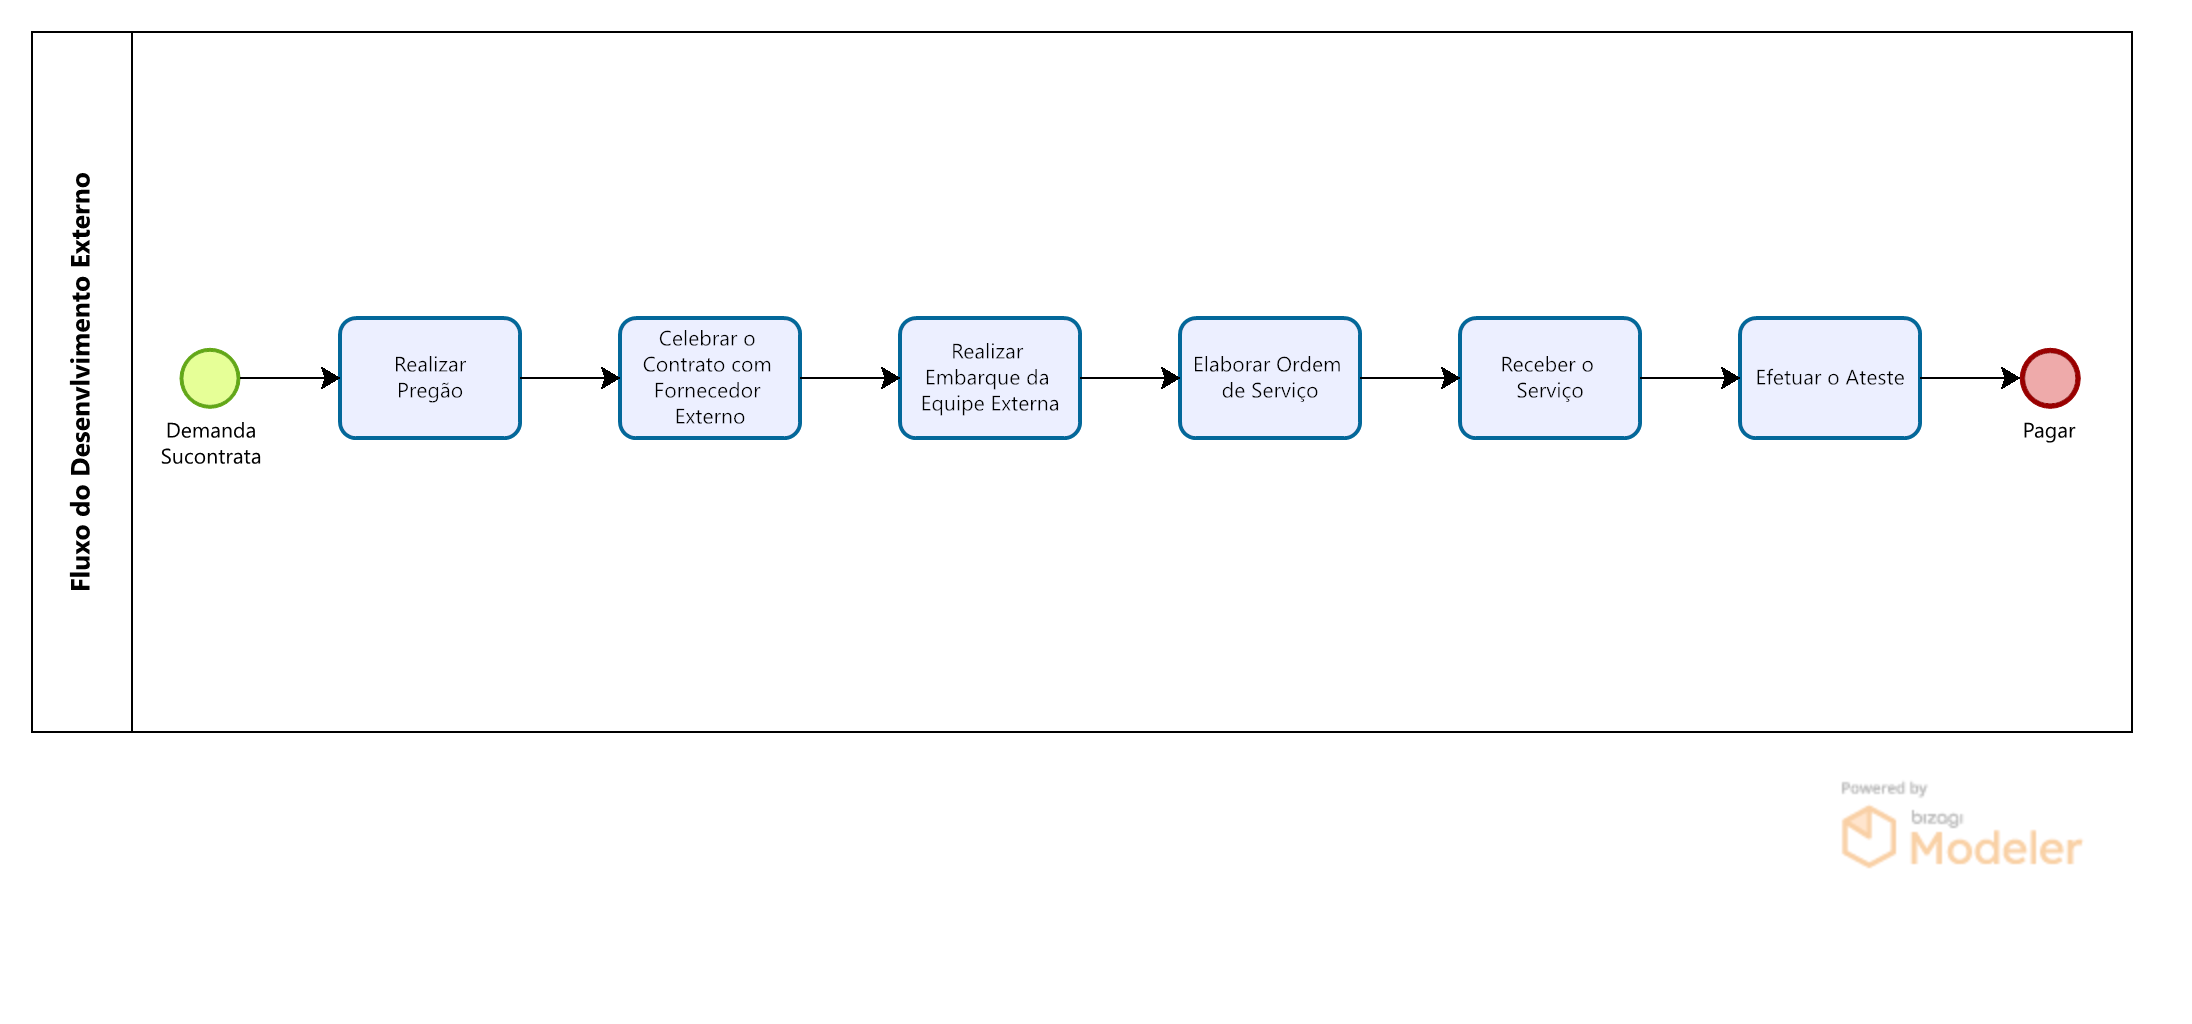 Fluxo do Desenvlvimento Externo
Demanda
Sucontrata
Realizar
Pregão
Celebrar o
Contrato com
Fornecedor
Externo
Realizar
Embarque da
Equipe Externa
Elaborar Ordem
de Serviço
Receber o
Serviço
Efetuar o Ateste
Pagar
Powered by
bizagi
Modeler